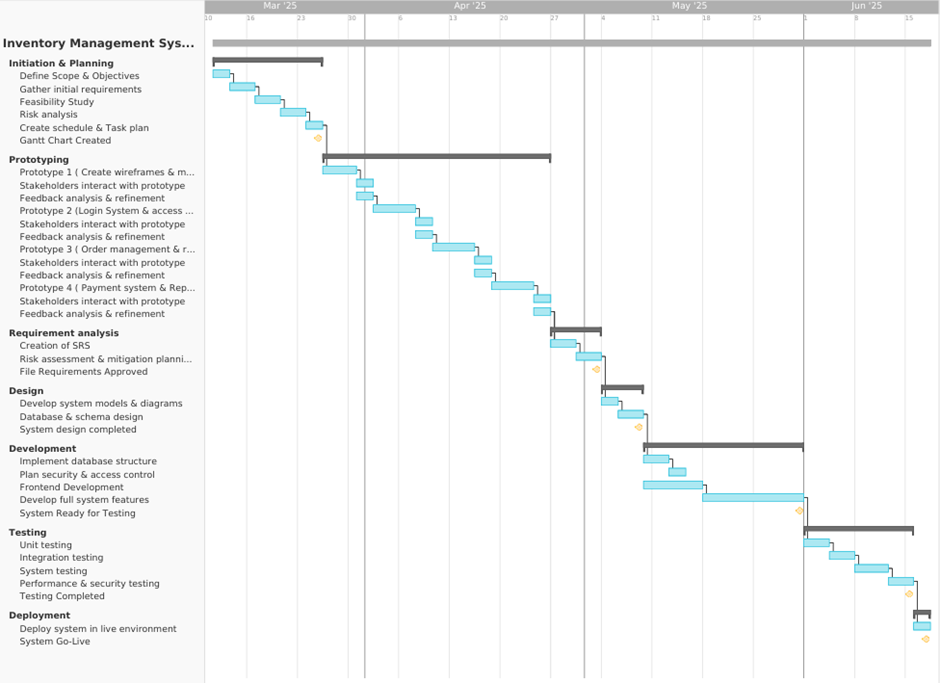 Mar '25 Apr '25 May '25 Jun '25
10 16 23 30 6 13 20 27 4 11 18 25 1 8 15
Inventory Management Sys...
Initiation & Planning
Define Scope & Objectives
Gather initial requirements
Feasibility Study
Risk analysis
Create schedule & Task plan
Gantt Chart Created
Prototyping
Prototype 1 ( Create wireframes & m...
Stakeholders interact with prototype
Feedback analysis & refinement
Prototype 2 (Login System & access ...
Stakeholders interact with prototype
Feedback analysis & refinement
Prototype 3 ( Order management & r...
Stakeholders interact with prototype
Feedback analysis & refinement
Prototype 4 ( Payment system & Rep...
Stakeholders interact with prototype
Feedback analysis & refinement
Requirement analysis
Creation of SRS
Risk assessment & mitigation planni...
File Requirements Approved
Design
Develop system models & diagrams
Database & schema design
System design completed
Development
Implement database structure
Plan security & access control
Frontend Development
Develop full system features
System Ready for Testing
Testing
Unit testing
Integration testing
System testing
Performance & security testing
Testing Completed
Deployment
Deploy system in live environment
System Go-Live